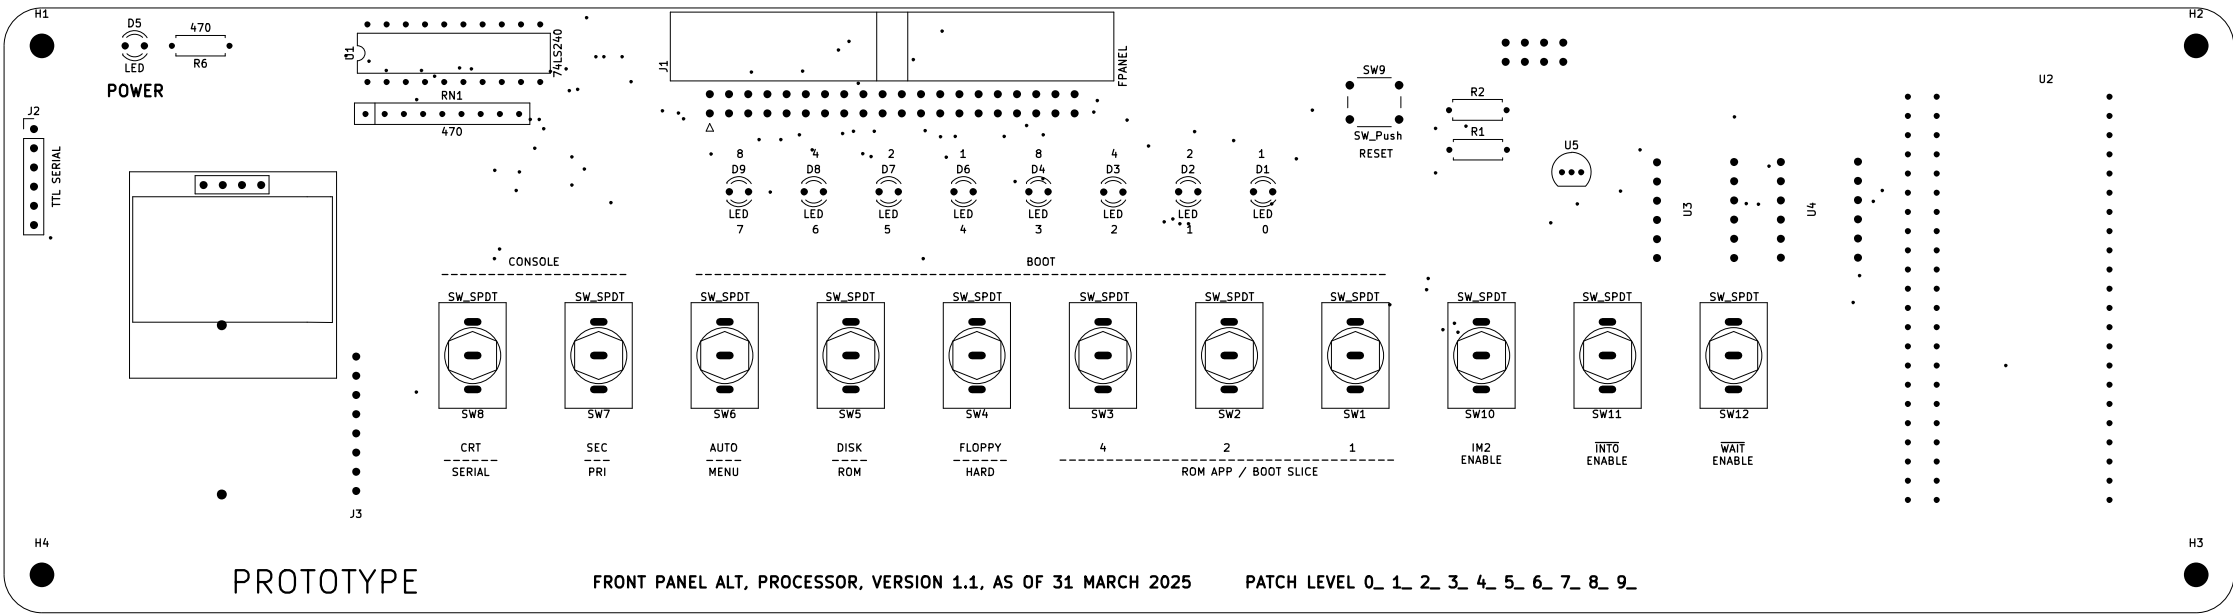 H1
H2
D5
470
LED
R6
POWER
U1
74LS240
RN1
470
J1
FPANEL
SW9
SW_Push
RESET
R2
R1
U5
U2
U3
U4
J2
TTL SERIAL
8 4 2 1 8 4 2 1
D9 D8 D7 D6 D4 D3 D2 D1
LED LED LED LED LED LED LED LED
7 6 5 4 3 2 1 0
CONSOLE BOOT
SW_SPDT SW_SPDT SW_SPDT SW_SPDT SW_SPDT SW_SPDT SW_SPDT SW_SPDT SW_SPDT SW_SPDT SW_SPDT
SW8 SW7 SW6 SW5 SW4 SW3 SW2 SW1 SW10 SW11 SW12
CRT SEC AUTO DISK FLOPPY 4 2 1 IM2 INT0 WAIT
ENABLE ENABLE ENABLE
SERIAL PRI MENU ROM HARD ROM APP / BOOT SLICE
J3
H4
H3
PROTOTYPE
FRONT PANEL ALT, PROCESSOR, VERSION 1.1, AS OF 31 MARCH 2025 PATCH LEVEL 0_ 1_ 2_ 3_ 4_ 5_ 6_ 7_ 8_ 9_